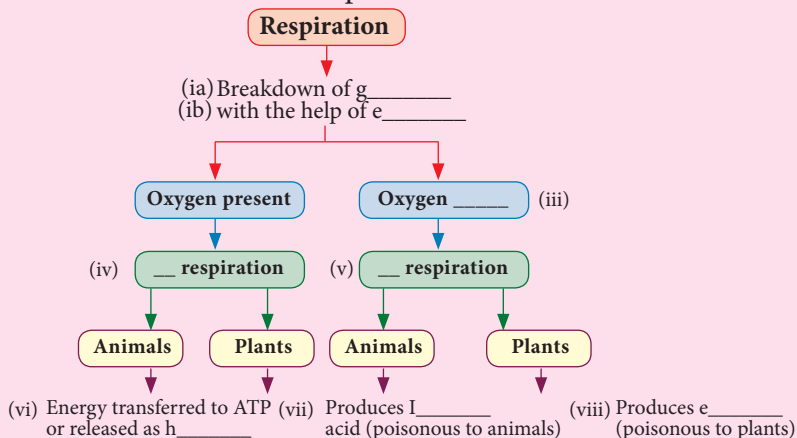 Respiration
(ia) Breakdown of g________
(ib) with the help of e________
Oxygen present
Oxygen _____ (iii)
(iv) __ respiration
(v) __ respiration
Animals
Plants
Animals
Plants
(vi) Energy transferred to ATP
or released as h________
(vii) Produces I________
acid (poisonous to animals)
(viii) Produces e________
(poisonous to plants)